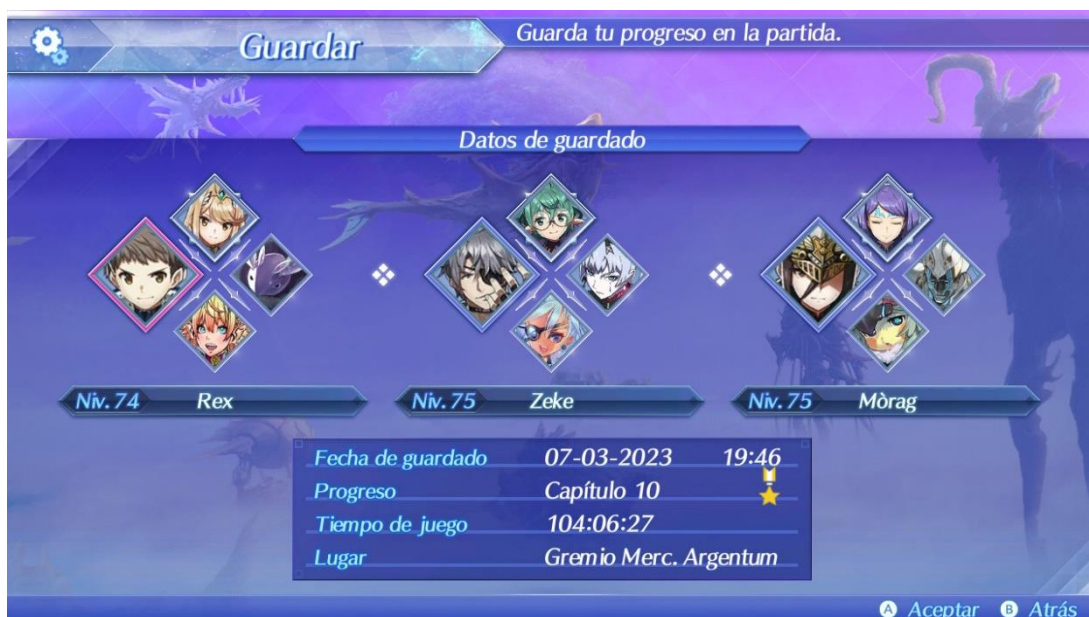 Guardar
Guarda tu progreso en la partida.
Datos de guardado
Niv. 74 Rex
Niv. 75 Zeke
Niv. 75 Mòrag
Fecha de guardado 07-03-2023 19:46
Progreso Capítulo 10
Tiempo de juego 104:06:27
Lugar Gremio Merc. Argentum
A Aceptar B Atrás